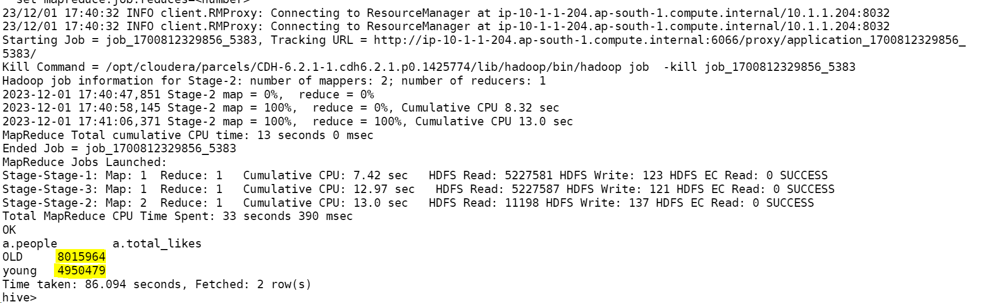 set mapreduce.job.reduces=<number>
23/12/01 17:40:32 INFO client.RMProxy: Connecting to ResourceManager at ip-10-1-1-204.ap-south-1.compute.internal/10.1.1.204:8032
23/12/01 17:40:32 INFO client.RMProxy: Connecting to ResourceManager at ip-10-1-1-204.ap-south-1.compute.internal/10.1.1.204:8032
Starting Job = job_1700812329856_5383, Tracking URL = http://ip-10-1-1-204.ap-south-1.compute.internal:6066/proxy/application_1700812329856_
5383/
Kill Command = /opt/cloudera/parcels/CDH-6.2.1-1.cdh6.2.1.p0.1425774/lib/hadoop/bin/hadoop job  -kill job_1700812329856_5383
Hadoop job information for Stage-2: number of mappers: 2; number of reducers: 1
2023-12-01 17:40:47,851 Stage-2 map = 0%,  reduce = 0%
2023-12-01 17:40:58,145 Stage-2 map = 100%,  reduce = 0%, Cumulative CPU 8.32 sec
2023-12-01 17:41:06,371 Stage-2 map = 100%,  reduce = 100%, Cumulative CPU 13.0 sec
MapReduce Total cumulative CPU time: 13 seconds 0 msec
Ended Job = job_1700812329856_5383
MapReduce Jobs Launched:
Stage-Stage-1: Map: 1  Reduce: 1   Cumulative CPU: 7.42 sec   HDFS Read: 5227581 HDFS Write: 123 HDFS EC Read: 0 SUCCESS
Stage-Stage-3: Map: 1  Reduce: 1   Cumulative CPU: 12.97 sec   HDFS Read: 5227587 HDFS Write: 121 HDFS EC Read: 0 SUCCESS
Stage-Stage-2: Map: 2  Reduce: 1   Cumulative CPU: 13.0 sec   HDFS Read: 11198 HDFS Write: 137 HDFS EC Read: 0 SUCCESS
Total MapReduce CPU Time Spent: 33 seconds 390 msec
OK
a.people        a.total_likes
OLD     8015964
young   4950479
Time taken: 86.094 seconds, Fetched: 2 row(s)
hive>